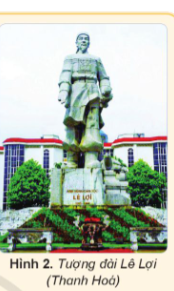 LÊ LỢI
Hình 2. Tượng đài Lê Lợi
(Thanh Hoá)